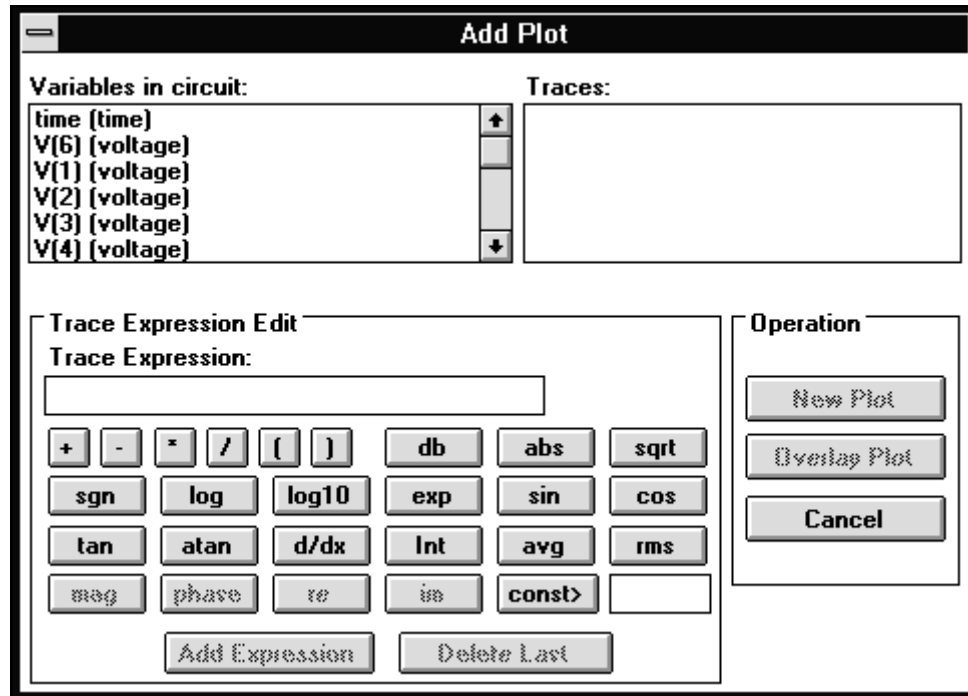 Add Plot
Variables in circuit:
Traces:
time (time)
V(6) (voltage)
V(1) (voltage)
V(2) (voltage)
V(3) (voltage)
V(4) (voltage)
Trace Expression Edit
Trace Expression:
+ - * / ( ) db abs sqrt
sgn log log10 exp sin cos
tan atan d/dx Int avg rms
mag phase re im const>
Add Expression Delete Last
Operation
New Plot
Overlap Plot
Cancel